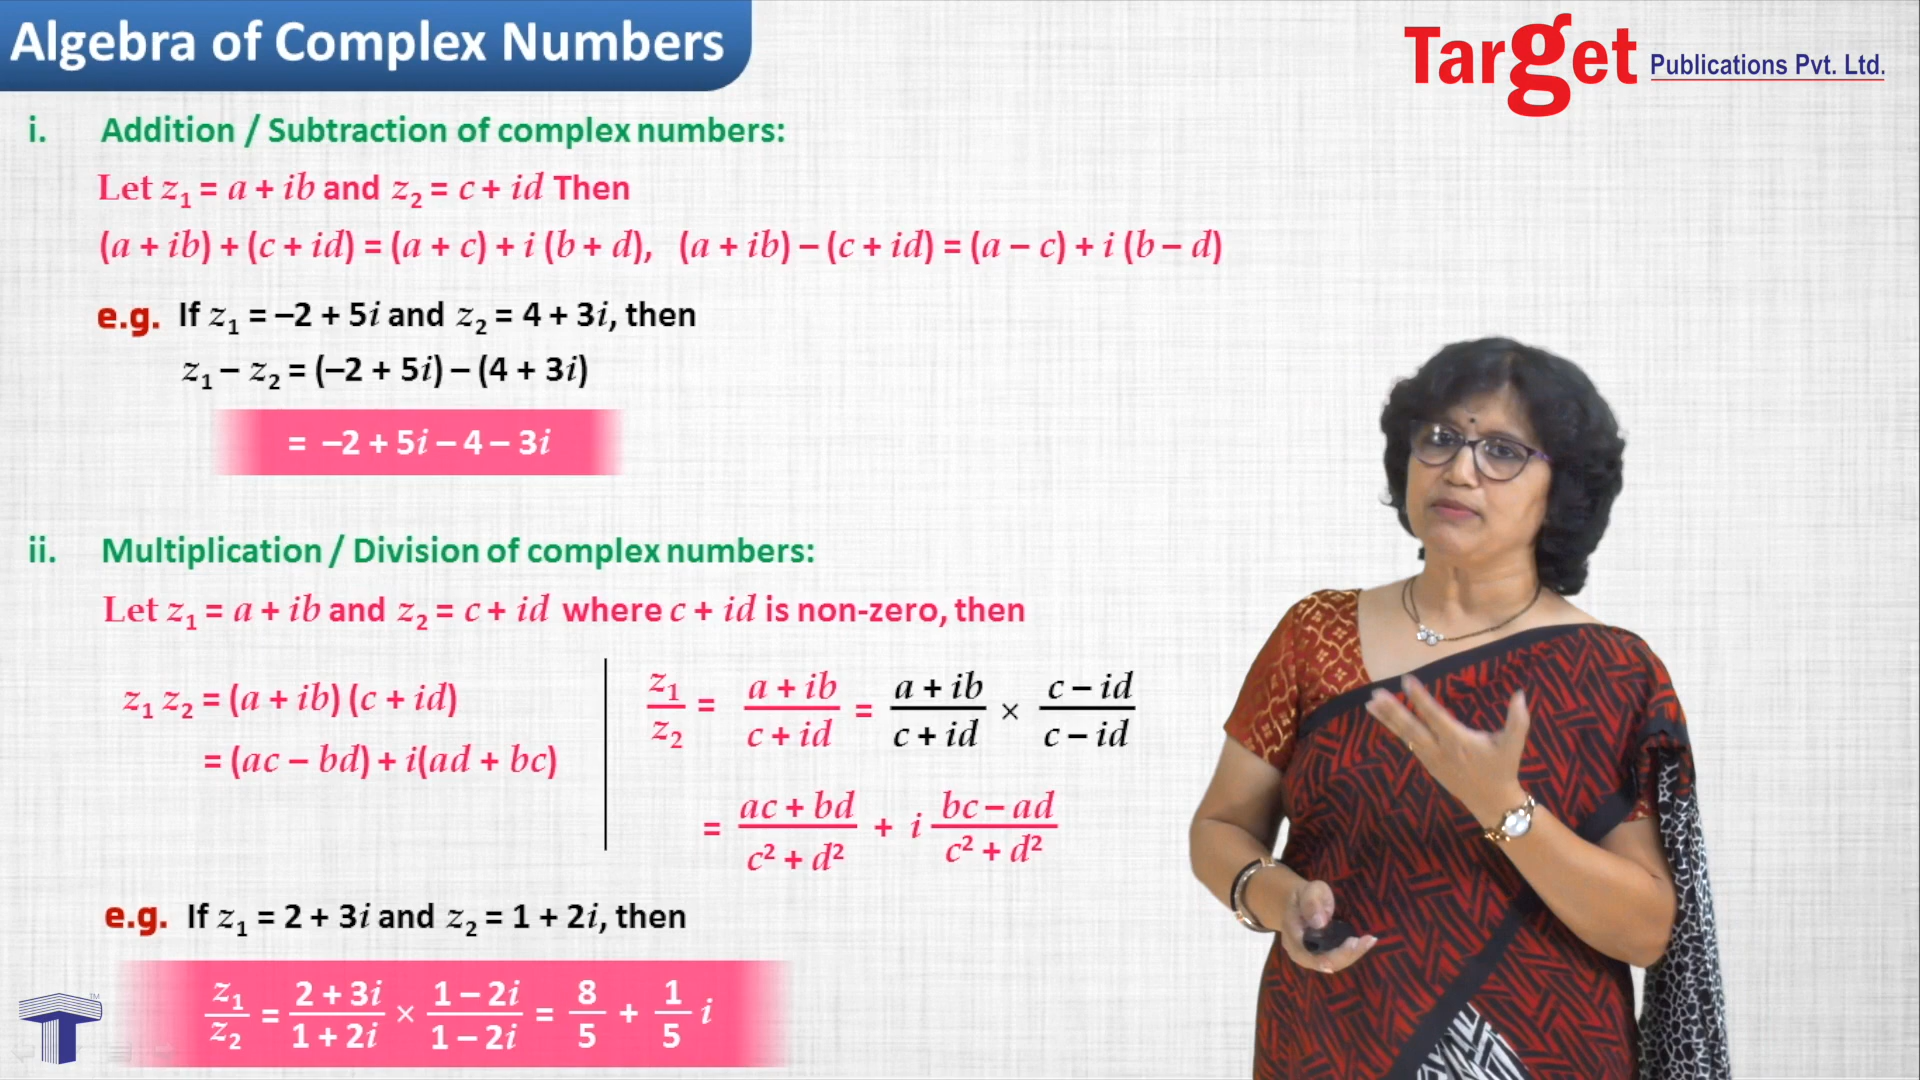 Algebra of Complex Numbers
Target Publications Pvt. Ltd.
i. Addition / Subtraction of complex numbers:
Let z₁ = a + ib and z₂ = c + id Then
(a + ib) + (c + id) = (a + c) + i (b + d), (a + ib) – (c + id) = (a – c) + i (b – d)
e.g. If z₁ = –2 + 5i and z₂ = 4 + 3i, then
z₁ – z₂ = (–2 + 5i) – (4 + 3i)
= –2 + 5i – 4 – 3i
ii. Multiplication / Division of complex numbers:
Let z₁ = a + ib and z₂ = c + id where c + id is non-zero, then
z₁ z₂ = (a + ib) (c + id)
= (ac – bd) + i(ad + bc)
z₁/z₂ = (a + ib)/(c + id) = (a + ib)/(c + id) × (c – id)/(c – id)
= (ac + bd)/(c² + d²) + i (bc – ad)/(c² + d²)
e.g. If z₁ = 2 + 3i and z₂ = 1 + 2i, then
z₁/z₂ = (2 + 3i)/(1 + 2i) × (1 – 2i)/(1 – 2i) = 8/5 + 1/5 i
TM